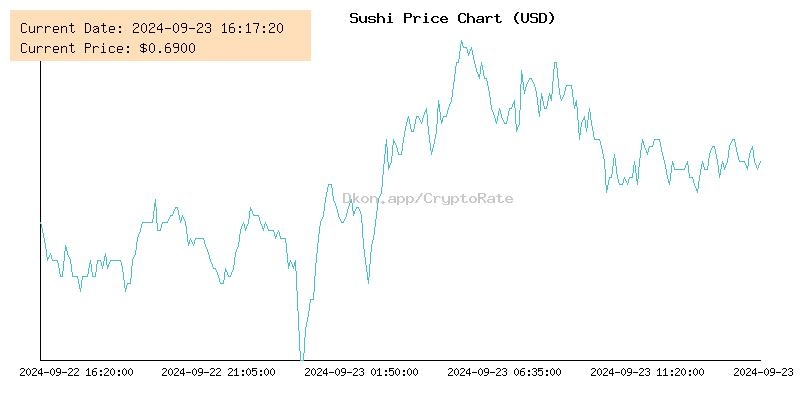 Sushi Price Chart (USD)
Current Date: 2024-09-23 16:17:20
Current Price: $0.6900
Dkon.app/CryptoRate
2024-09-22 16:20:00 2024-09-22 21:05:00 2024-09-23 01:50:00 2024-09-23 06:35:00 2024-09-23 11:20:00 2024-09-23